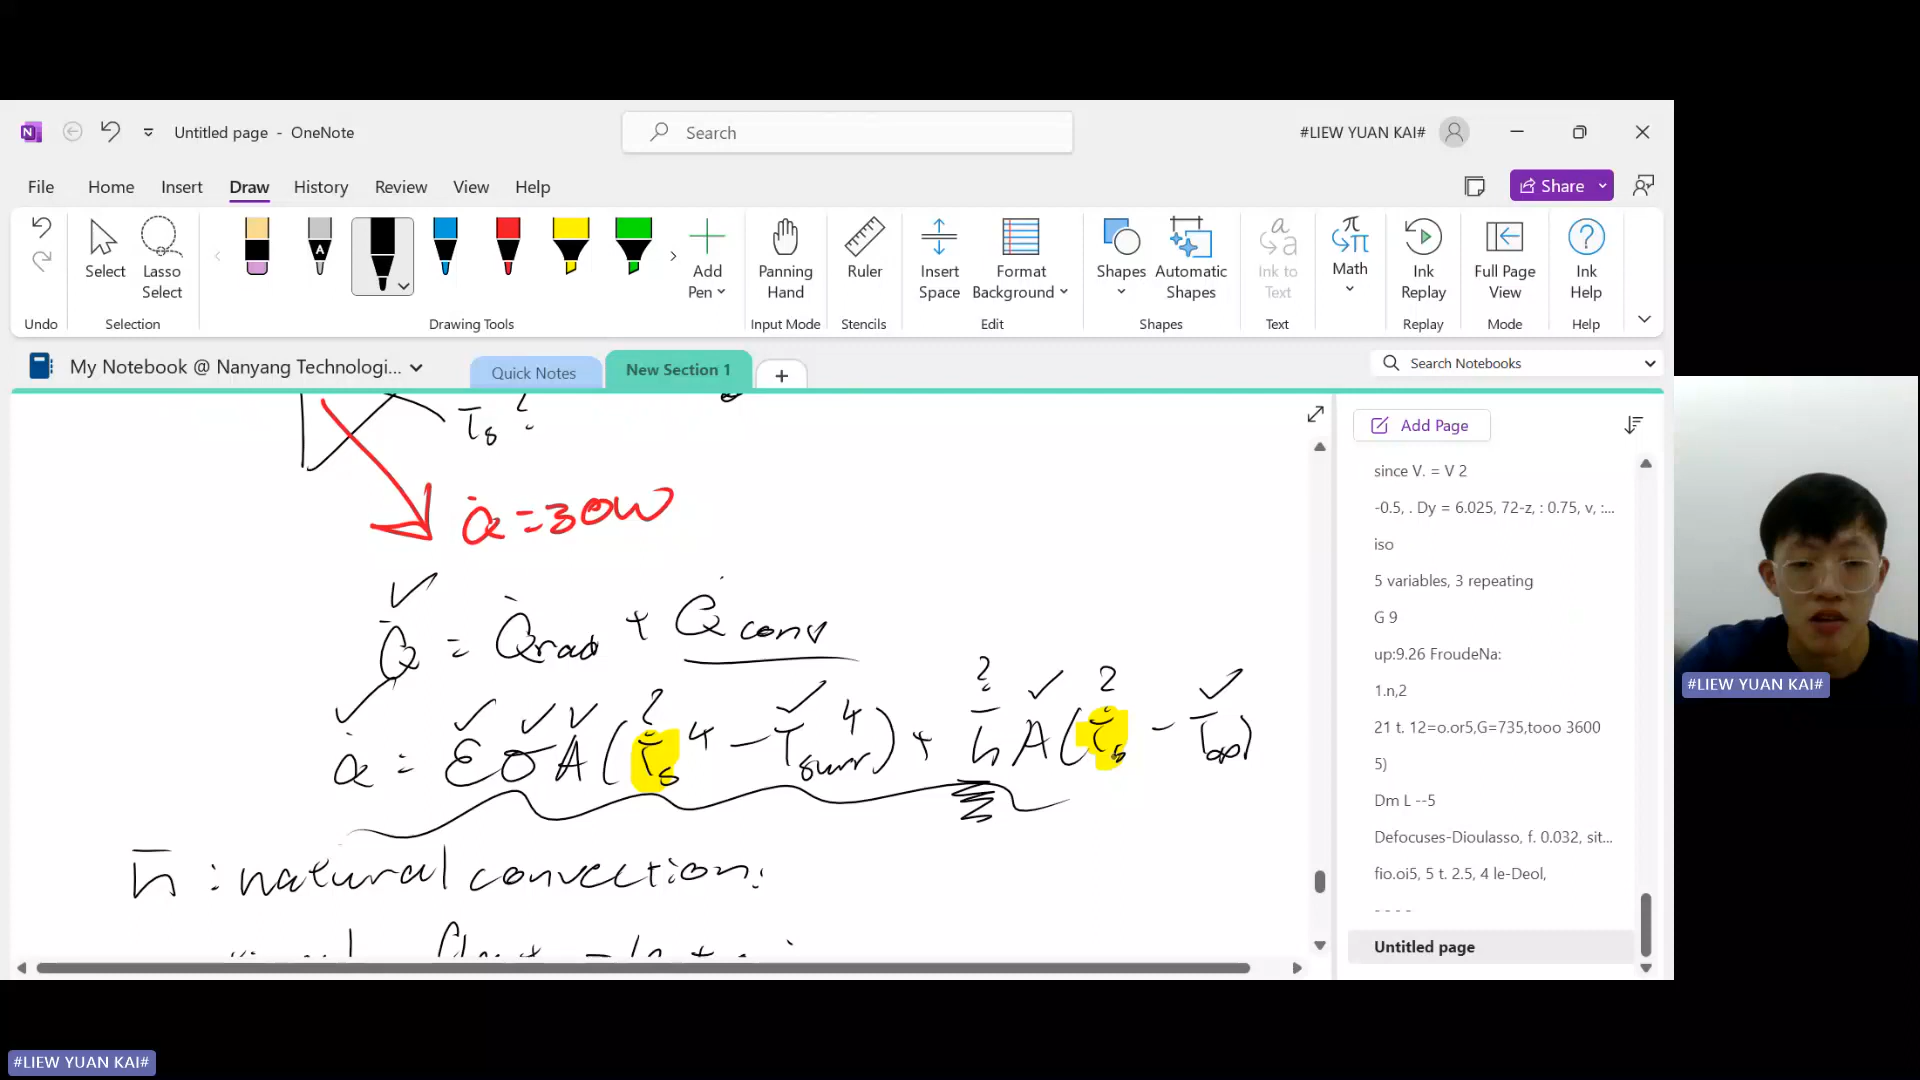 Untitled page - OneNote
Search
#LIEW YUAN KAI#
File Home Insert Draw History Review View Help
Share
Undo
Select
Lasso Select
Selection
A
Drawing Tools
Add Pen
Panning Hand
Input Mode
Ruler
Stencils
Insert Space
Format Background
Edit
Shapes
Automatic Shapes
Shapes
Ink to Text
Text
Math
Ink Replay
Replay
Full Page View
Mode
Ink Help
Help
My Notebook @ Nanyang Technologi...
Quick Notes
New Section 1
+
Search Notebooks
Add Page
since V. = V 2
-0.5, . Dy = 6.025, 72-z, : 0.75, v, :...
iso
5 variables, 3 repeating
G 9
up:9.26 FroudeNa:
1.n,2
21 t. 12=o.or5,G=735,tooo 3600
5)
Dm L --5
Defocuses-Dioulasso, f. 0.032, sit...
fio.oi5, 5 t. 2.5, 4 le-Deol,
- - - -
Untitled page
Ts ?
Q̇ = 30W
Q̇ = Q̇rad + Q̇conv
Q̇ = εσA(Ts⁴ - Tsurr⁴) + h̄A(Ts - T∞)
h̄ : natural convection:
#LIEW YUAN KAI#
#LIEW YUAN KAI#